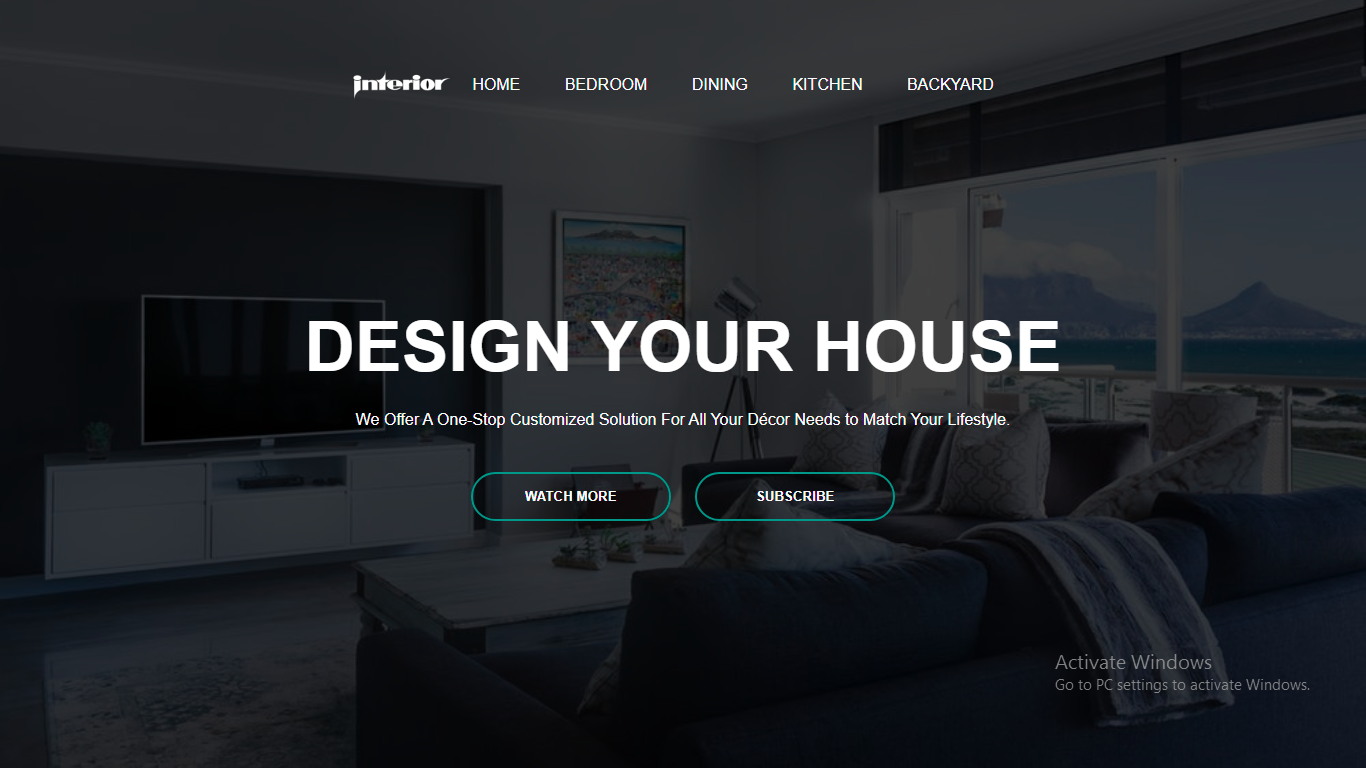 interior HOME BEDROOM DINING KITCHEN BACKYARD
DESIGN YOUR HOUSE
We Offer A One-Stop Customized Solution For All Your Décor Needs to Match Your Lifestyle.
WATCH MORE SUBSCRIBE
Activate Windows
Go to PC settings to activate Windows.